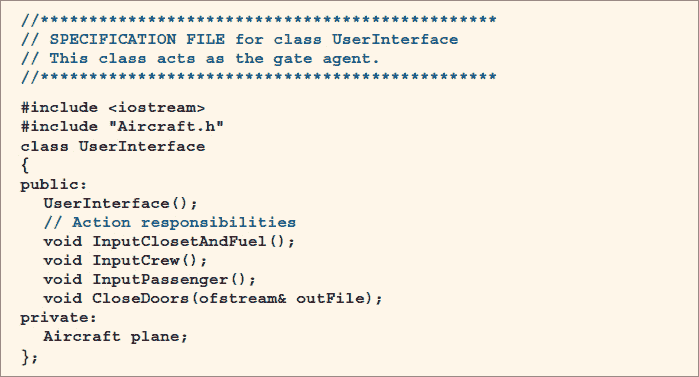 //***********************************************
// SPECIFICATION FILE for class UserInterface
// This class acts as the gate agent.
//***********************************************
#include <iostream>
#include "Aircraft.h"
class UserInterface
{
public:
UserInterface();
// Action responsibilities
void InputClosetAndFuel();
void InputCrew();
void InputPassenger();
void CloseDoors(ofstream& outFile);
private:
Aircraft plane;
};